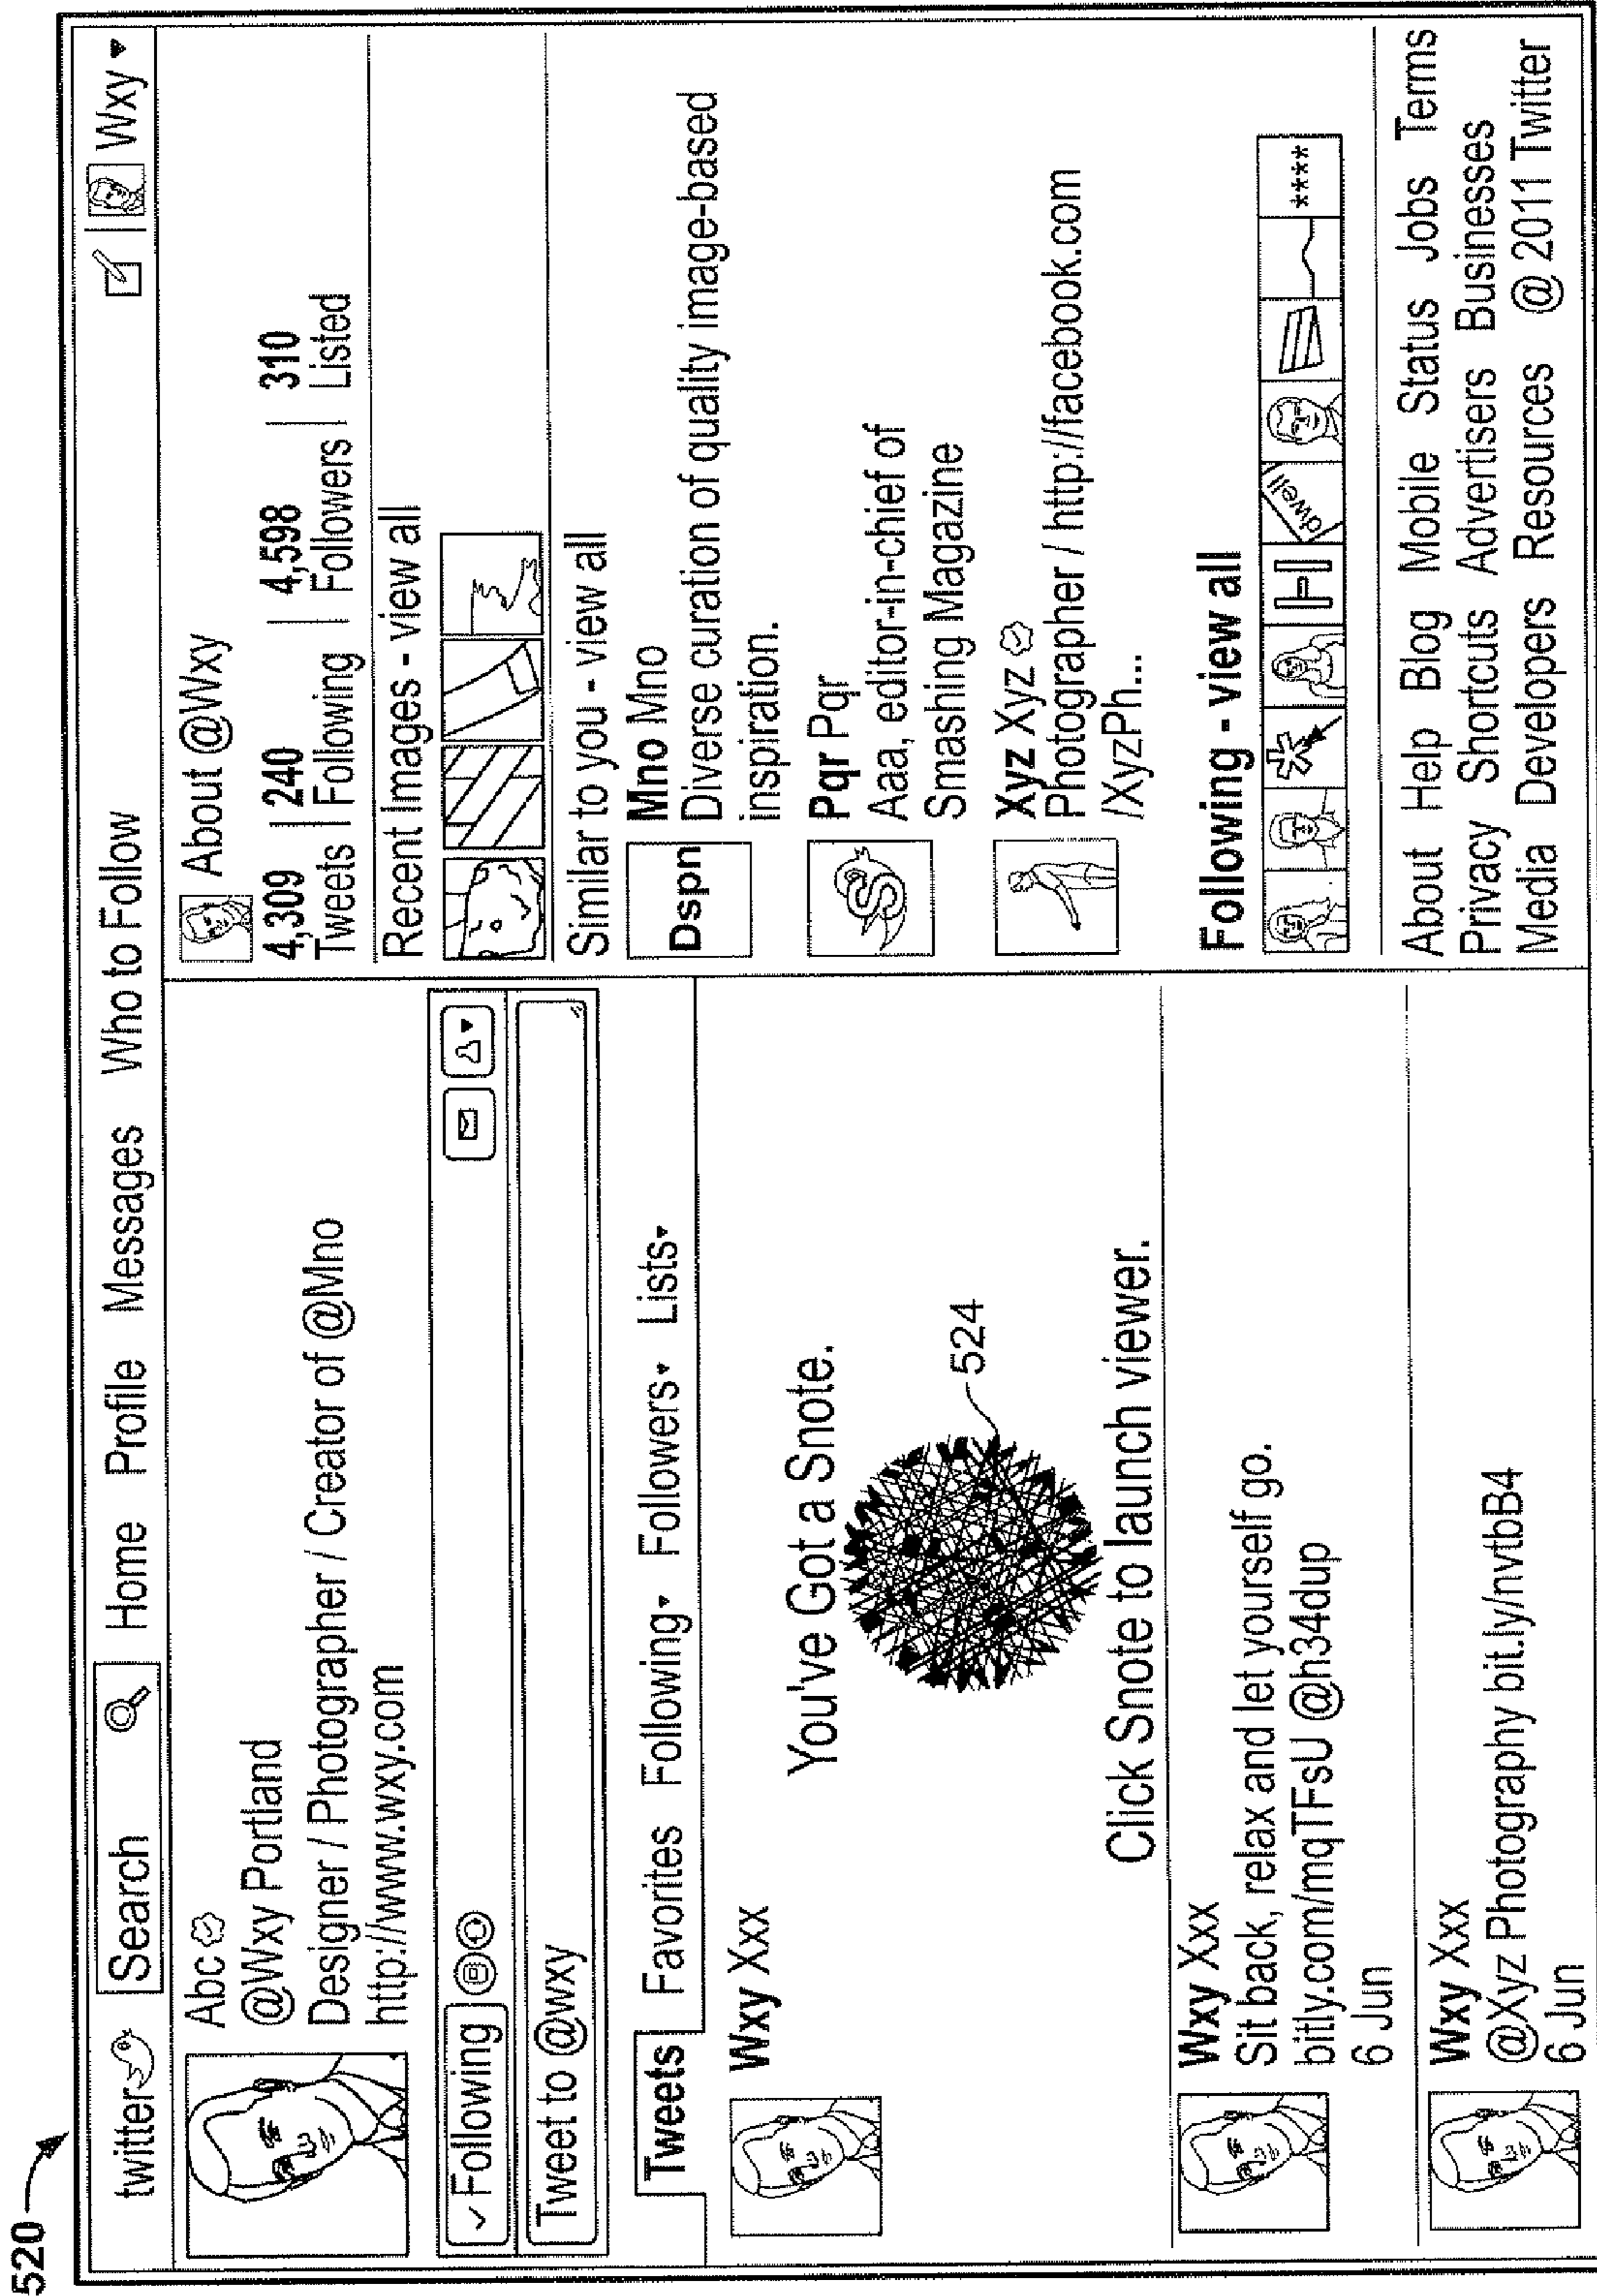 520
twitter Search Home Profile Messages Who to Follow Wxy
Abc
@Wxy Portland
Designer / Photographer / Creator of @Mno
http://www.wxy.com
Following
Tweet to @wxy
Tweets Favorites Following Followers Lists
Wxy Xxx
You've Got a Snote.
524
Click Snote to launch viewer.
Wxy Xxx
Sit back, relax and let yourself go.
bitly.com/mqTFsU @h34dup
6 Jun
Wxy Xxx
@Xyz Photography bit.ly/nvtbB4
6 Jun
About @Wxy
4,309 | 240 | 4,598 | 310
Tweets | Following | Followers | Listed
Recent Images - view all
Similar to you - view all
Dspn
Mno Mno
Diverse curation of quality image-based
inspiration.
Pqr Pqr
Aaa, editor-in-chief of
Smashing Magazine
Xyz Xyz
Photographer / http://facebook.com
/XyzPh...
Following - view all
dwell
****
About Help Blog Mobile Status Jobs Terms
Privacy Shortcuts Advertisers Businesses
Media Developers Resources @ 2011 Twitter